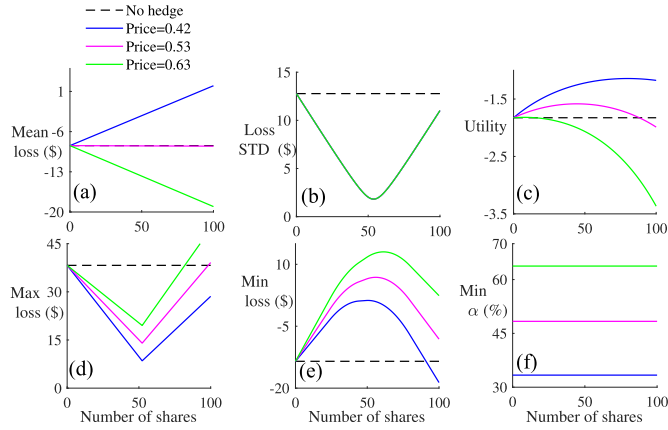 No hedge
Price=0.42
Price=0.53
Price=0.63
1
-6
-13
-20
0
50
100
Mean
loss ($)
(a)
15
10
5
0
0
50
100
Loss
STD ($)
(b)
-1.5
-2.5
-3.5
0
50
100
Utility
(c)
45
30
15
0
0
50
100
Max
loss ($)
(d)
Number of shares
10
-5
-20
0
50
100
Min
loss ($)
(e)
Number of shares
70
60
45
30
0
50
100
Min
α (%)
(f)
Number of shares